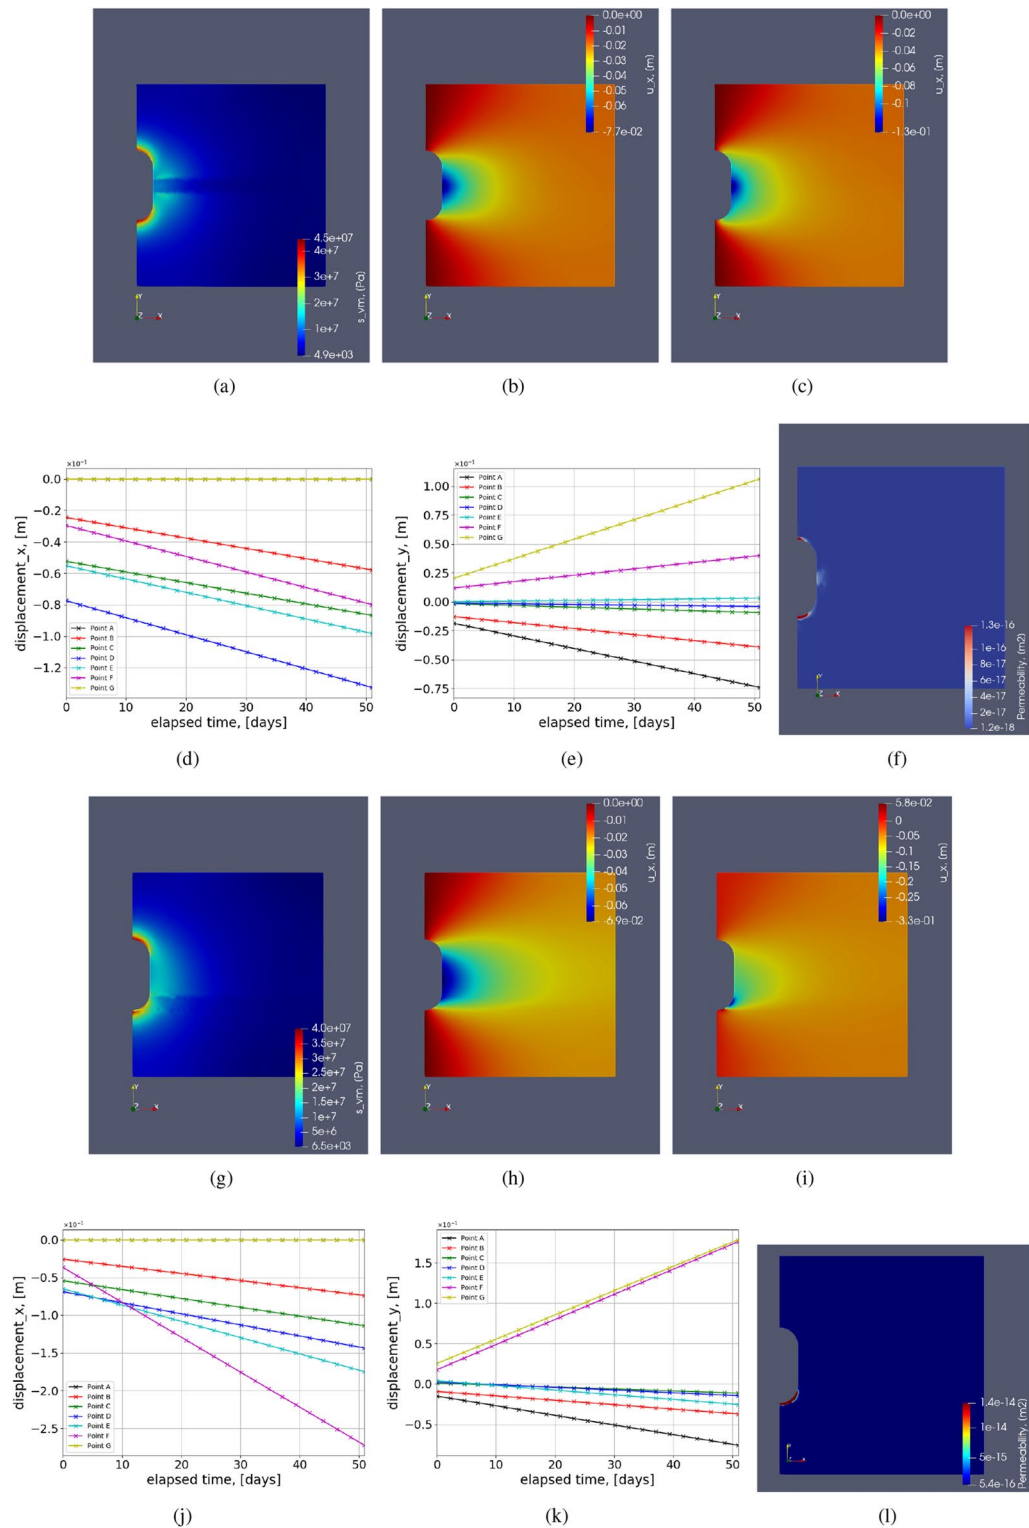 0.0e+00
-0.01
-0.02
-0.03
-0.04
-0.05
-0.06
-7.7e-02
u_x, (m)
0.0e+00
-0.02
-0.04
-0.06
-0.08
-0.1
-1.3e-01
u_x, (m)
4.5e+07
4e+7
3e+7
2e+7
1e+7
4.9e+03
s_vm, (Pa)
Y
Z
X
Y
Z
X
Y
Z
X
(a)
(b)
(c)
×10⁻¹
0.0
−0.2
−0.4
−0.6
−0.8
−1.0
−1.2
displacement_x, [m]
Point A
Point B
Point C
Point D
Point E
Point F
Point G
0 10 20 30 40 50
elapsed time, [days]
(d)
×10⁻¹
1.00
0.75
0.50
0.25
0.00
−0.25
−0.50
−0.75
displacement_y, [m]
Point A
Point B
Point C
Point D
Point E
Point F
Point G
0 10 20 30 40 50
elapsed time, [days]
(e)
1.3e-16
1e-16
8e-17
6e-17
4e-17
2e-17
1.2e-18
Permeability, (m2)
Y
Z
X
(f)
4.0e+07
3.5e+7
3e+7
2.5e+7
2e+7
1.5e+7
1e+7
5e+6
6.5e+03
s_vm, (Pa)
Y
Z
X
(g)
0.0e+00
-0.01
-0.02
-0.03
-0.04
-0.05
-0.06
-6.9e-02
u_x, (m)
Y
Z
X
(h)
5.8e-02
0
-0.05
-0.1
-0.15
-0.2
-0.25
-3.3e-01
u_x, (m)
Y
Z
X
(i)
×10⁻¹
0.0
−0.5
−1.0
−1.5
−2.0
−2.5
displacement_x, [m]
Point A
Point B
Point C
Point D
Point E
Point F
Point G
0 10 20 30 40 50
elapsed time, [days]
(j)
×10⁻¹
1.5
1.0
0.5
0.0
−0.5
displacement_y, [m]
Point A
Point B
Point C
Point D
Point E
Point F
Point G
0 10 20 30 40 50
elapsed time, [days]
(k)
1.4e-14
1e-14
5e-15
5.4e-16
Permeability, (m2)
(l)